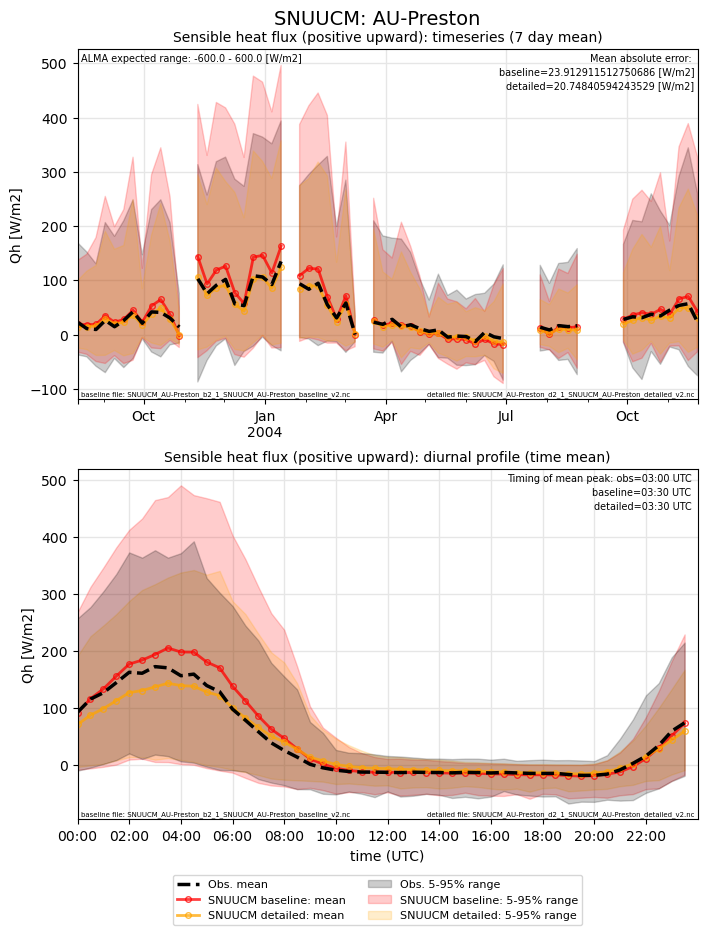 SNUUCM: AU-Preston
Sensible heat flux (positive upward): timeseries (7 day mean)
ALMA expected range: -600.0 - 600.0 [W/m2]
Mean absolute error:
baseline=23.912911512750686 [W/m2]
detailed=20.74840594243529 [W/m2]
Qh [W/m2]
500
400
300
200
100
0
−100
baseline file: SNUUCM_AU-Preston_b2_1_SNUUCM_AU-Preston_baseline_v2.nc
detailed file: SNUUCM_AU-Preston_d2_1_SNUUCM_AU-Preston_detailed_v2.nc
Oct
Jan
2004
Apr
Jul
Oct
Sensible heat flux (positive upward): diurnal profile (time mean)
Timing of mean peak: obs=03:00 UTC
baseline=03:30 UTC
detailed=03:30 UTC
Qh [W/m2]
500
400
300
200
100
0
baseline file: SNUUCM_AU-Preston_b2_1_SNUUCM_AU-Preston_baseline_v2.nc
detailed file: SNUUCM_AU-Preston_d2_1_SNUUCM_AU-Preston_detailed_v2.nc
00:00
02:00
04:00
06:00
08:00
10:00
12:00
14:00
16:00
18:00
20:00
22:00
time (UTC)
Obs. mean
SNUUCM baseline: mean
SNUUCM detailed: mean
Obs. 5-95% range
SNUUCM baseline: 5-95% range
SNUUCM detailed: 5-95% range